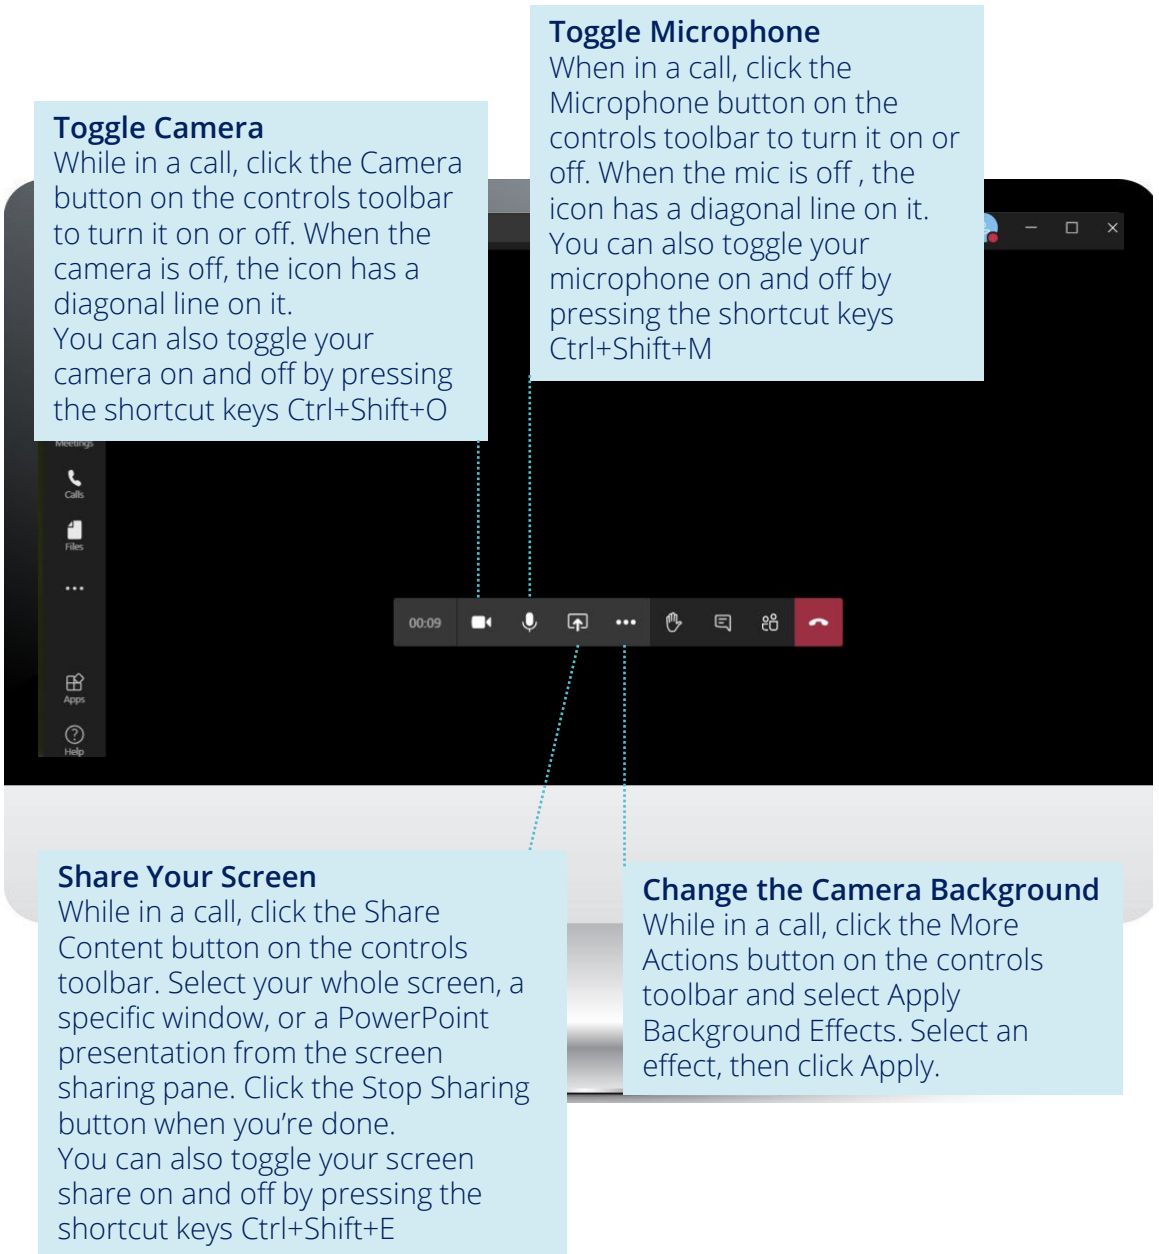 Toggle Microphone
When in a call, click the
Microphone button on the
controls toolbar to turn it on or
off. When the mic is off , the
icon has a diagonal line on it.
You can also toggle your
microphone on and off by
pressing the shortcut keys
Ctrl+Shift+M
Toggle Camera
While in a call, click the Camera
button on the controls toolbar
to turn it on or off. When the
camera is off, the icon has a
diagonal line on it.
You can also toggle your
camera on and off by pressing
the shortcut keys Ctrl+Shift+O
Meetings
Calls
Files
Apps
Help
00:09
Share Your Screen
While in a call, click the Share
Content button on the controls
toolbar. Select your whole screen, a
specific window, or a PowerPoint
presentation from the screen
sharing pane. Click the Stop Sharing
button when you’re done.
You can also toggle your screen
share on and off by pressing the
shortcut keys Ctrl+Shift+E
Change the Camera Background
While in a call, click the More
Actions button on the controls
toolbar and select Apply
Background Effects. Select an
effect, then click Apply.